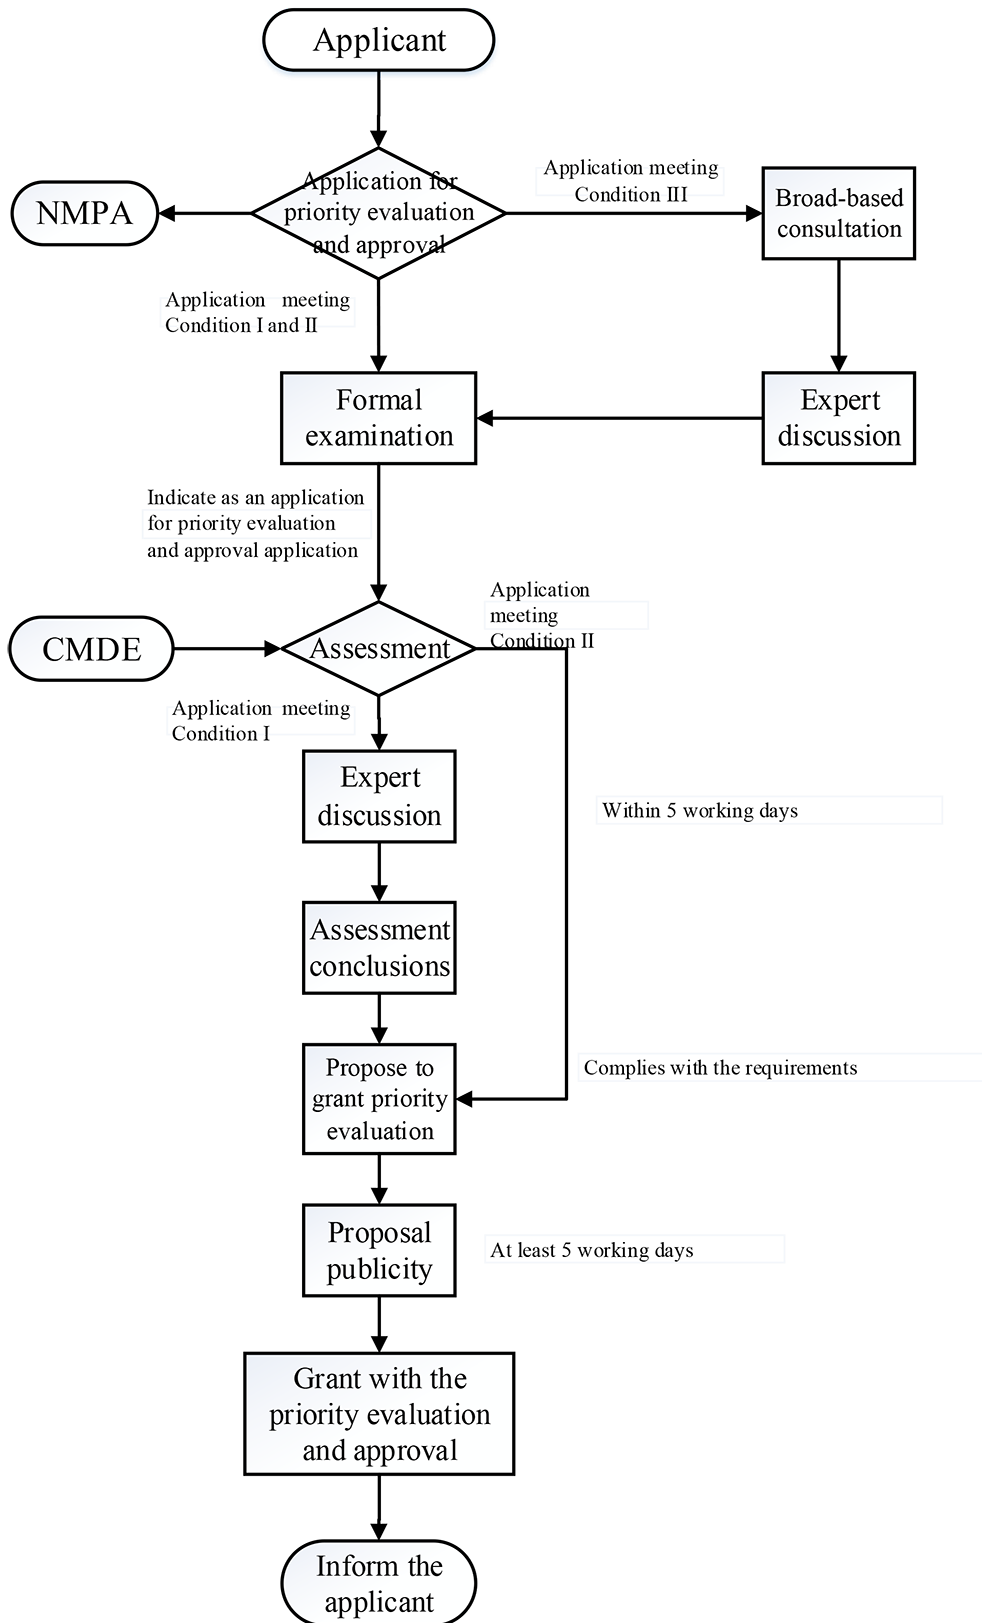 Applicant
Application for
priority evaluation
and approval
NMPA
Application meeting
Condition III
Broad-based
consultation
Application meeting
Condition I and II
Formal
examination
Expert
discussion
Indicate as an application
for priority evaluation
and approval application
Application
meeting
Condition II
CMDE
Assessment
Application meeting
Condition I
Expert
discussion
Within 5 working days
Assessment
conclusions
Propose to
grant priority
evaluation
Complies with the requirements
Proposal
publicity
At least 5 working days
Grant with the
priority evaluation
and approval
Inform the
applicant